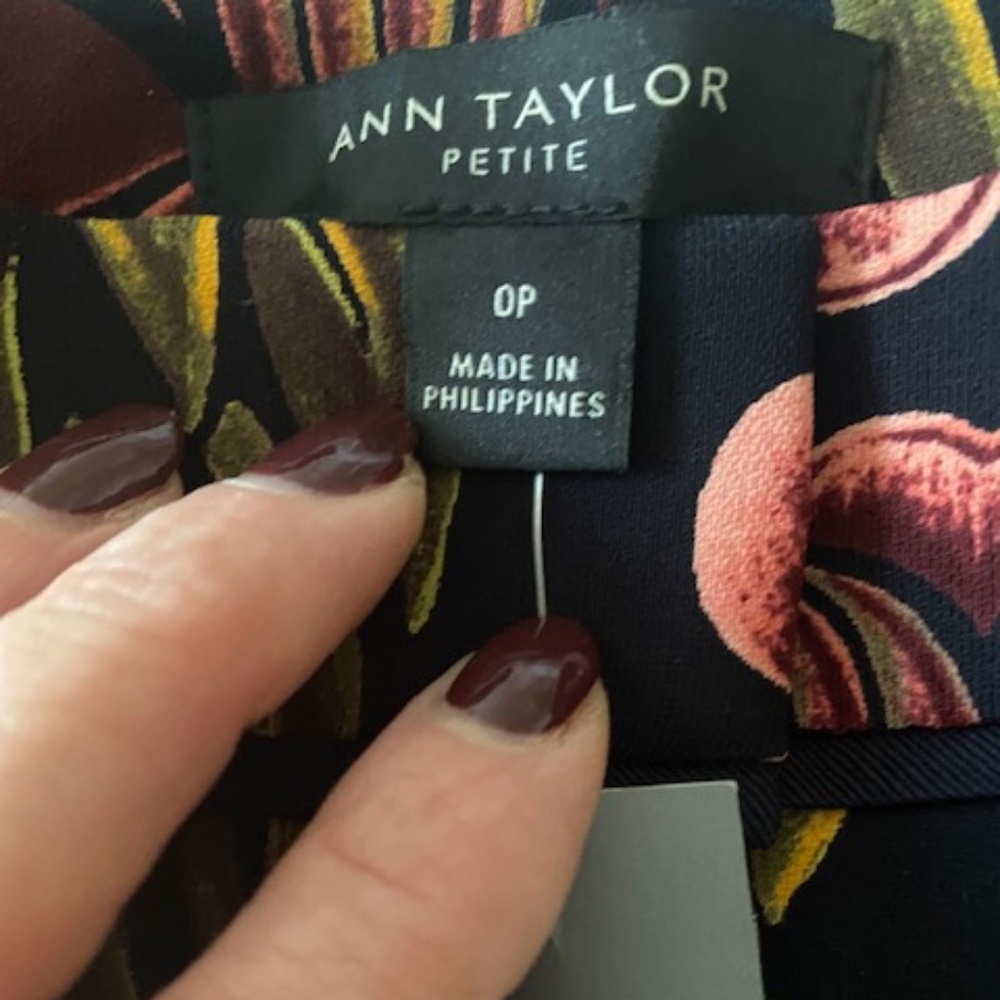 ANN TAYLOR
PETITE
0P
MADE IN
PHILIPPINES